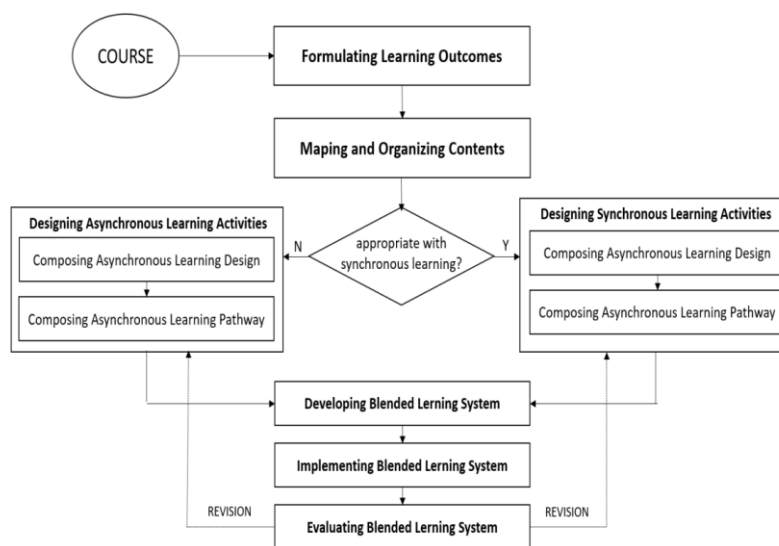 COURSE
Formulating Learning Outcomes
Maping and Organizing Contents
Designing Asynchronous Learning Activities
Composing Asynchronous Learning Design
Composing Asynchronous Learning Pathway
N
appropriate with
synchronous learning?
Y
Designing Synchronous Learning Activities
Composing Asynchronous Learning Design
Composing Asynchronous Learning Pathway
Developing Blended Lerning System
Implementing Blended Lerning System
REVISION
Evaluating Blended Lerning System
REVISION